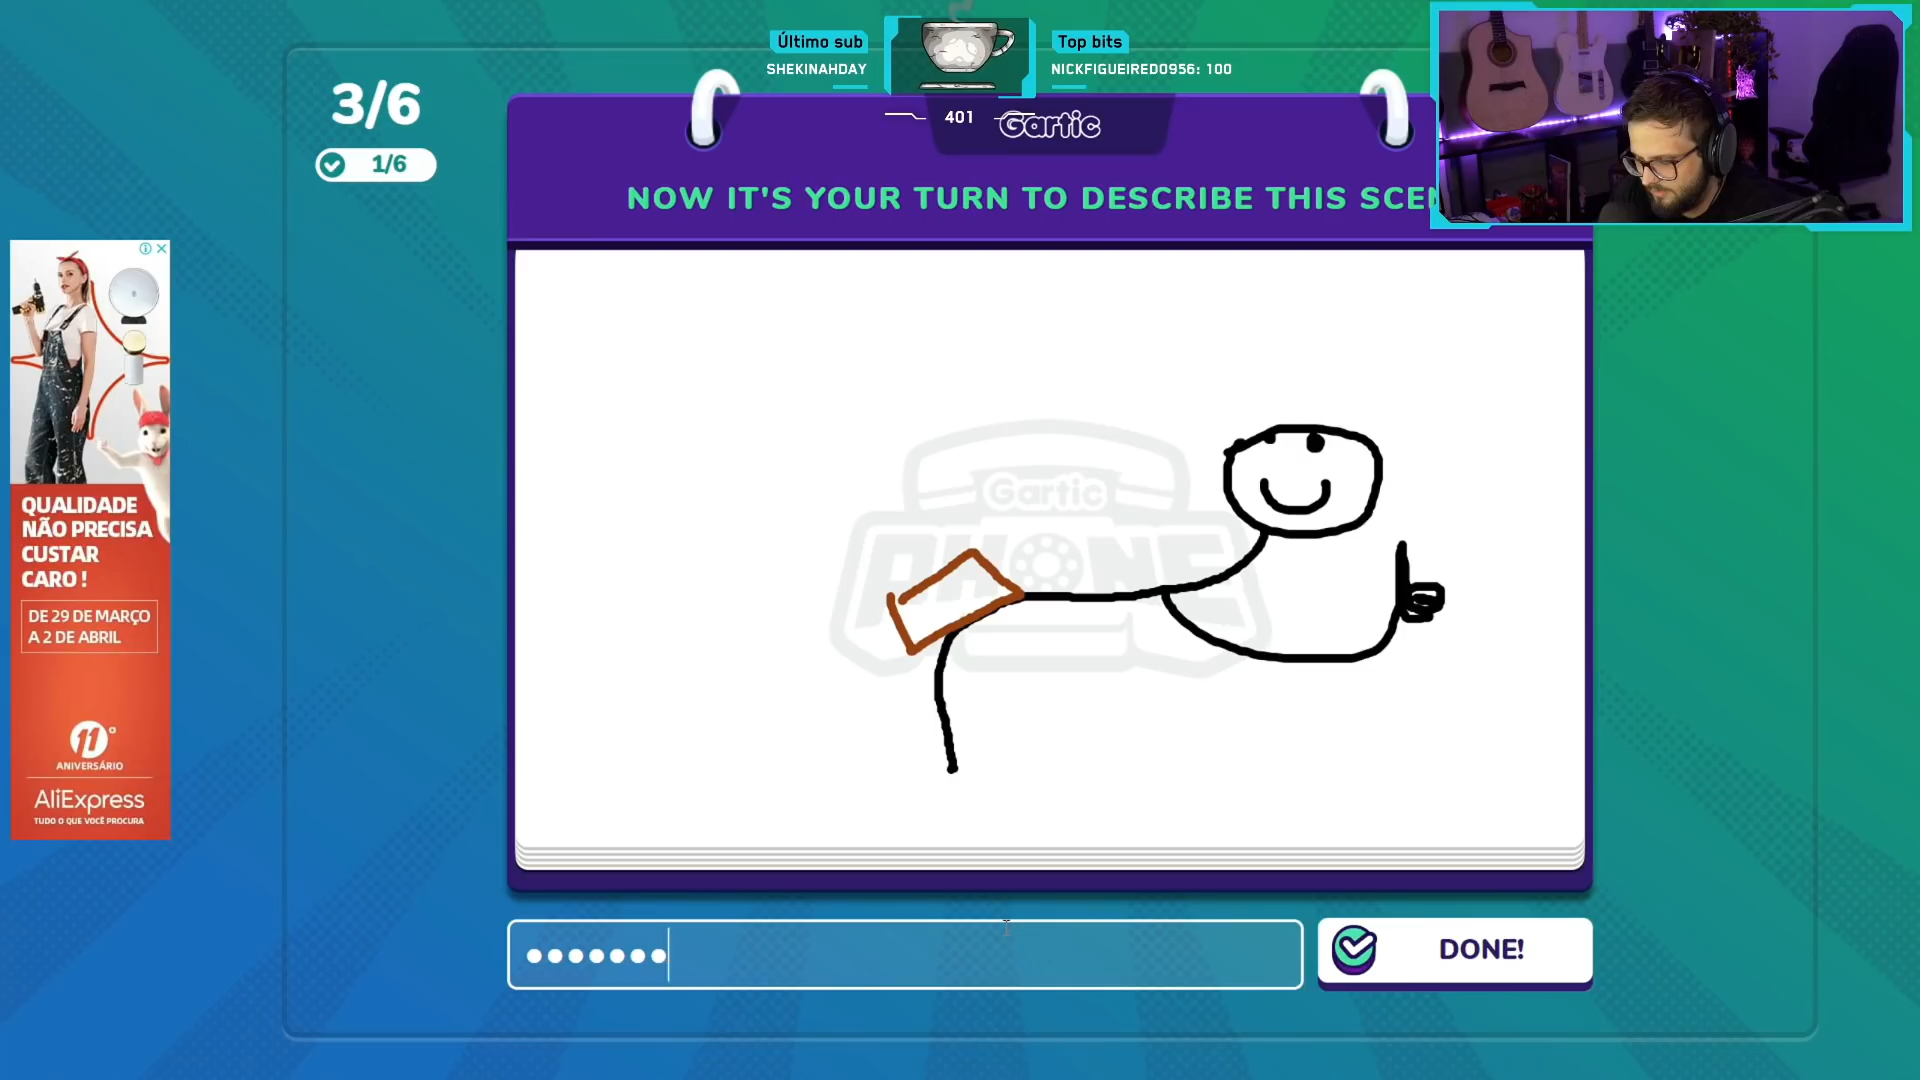 Último sub
SHEKINAHDAY
Top bits
NICKFIGUEIREDO956: 100
401
Gartic
3/6
1/6
NOW IT'S YOUR TURN TO DESCRIBE THIS SCEN
Gartic
PHONE
QUALIDADE
NÃO PRECISA
CUSTAR
CARO !
DE 29 DE MARÇO
A 2 DE ABRIL
11º
ANIVERSÁRIO
AliExpress
TUDO O QUE VOCÊ PROCURA
●●●●●●●
DONE!